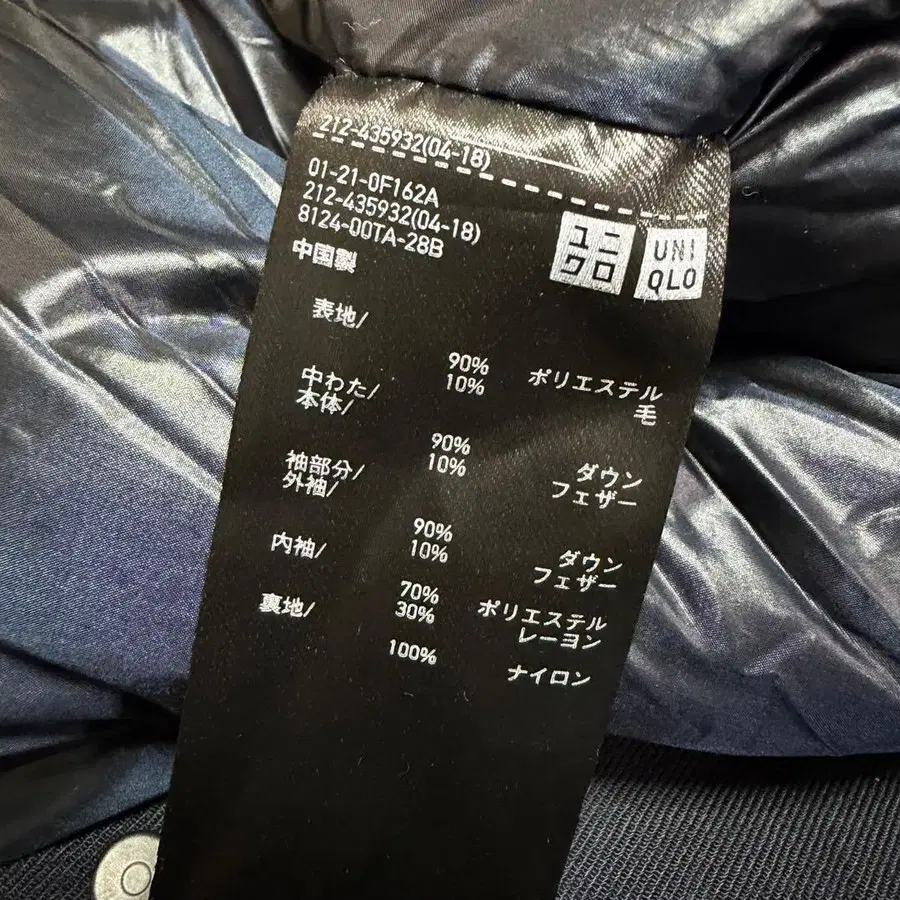 212-435932(04-18)
01-21-0F162A
212-435932(04-18)
8124-00TA-28B
中国製
ユニ
クロ
UNI
QLO
表地/
90% ポリエステル
10% 毛
中わた/
本体/
90% ダウン
10% フェザー
袖部分/
外袖/
90% ダウン
10% フェザー
内袖/
70% ポリエステル
30% レーヨン
裏地/
100% ナイロン